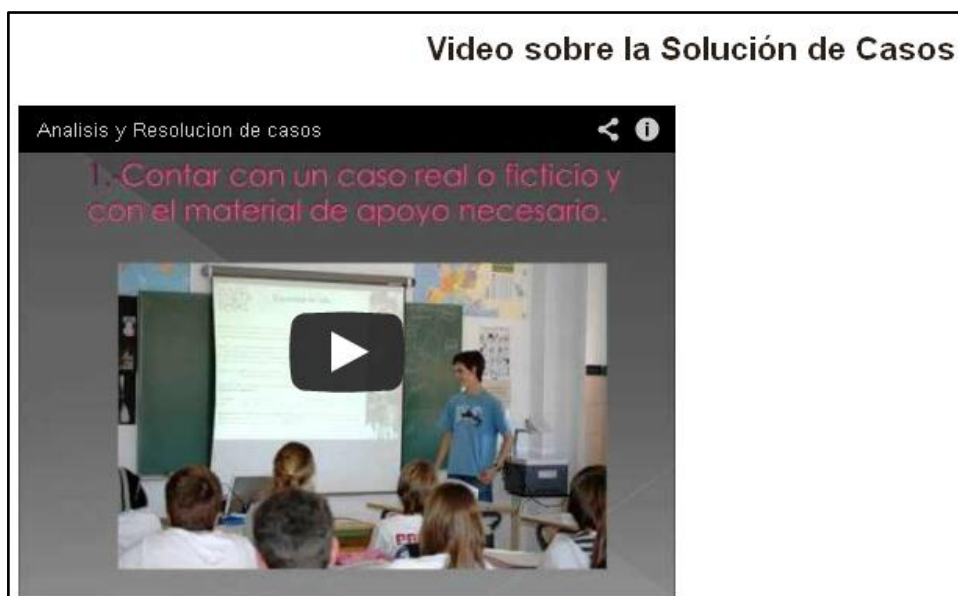 Video sobre la Solución de Casos
Analisis y Resolucion de casos
1.-Contar con un caso real o ficticio y
con el material de apoyo necesario.